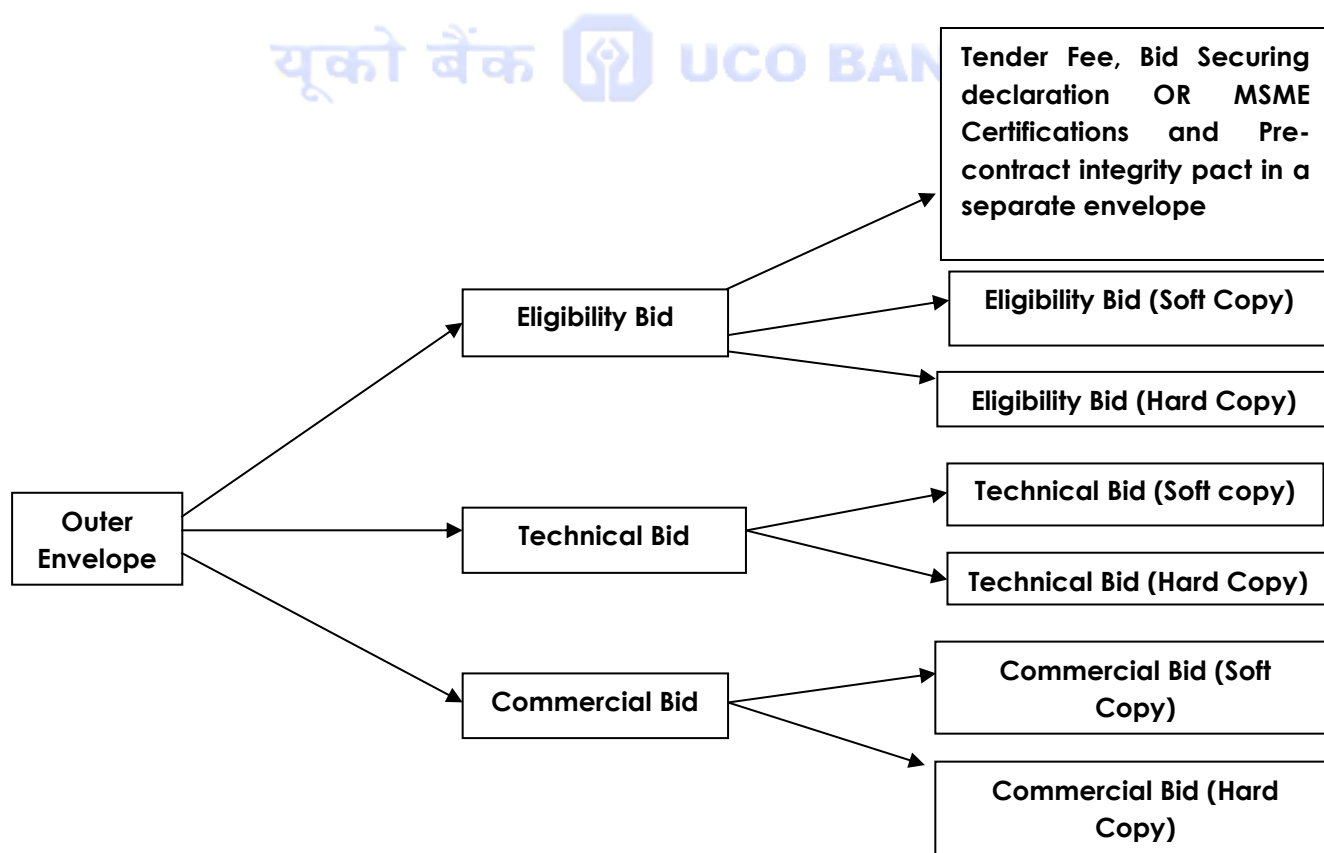 यूको बैंक UCO BAN
Tender Fee, Bid Securing
declaration OR MSME
Certifications and Pre-
contract integrity pact in a
separate envelope
Eligibility Bid
Eligibility Bid (Soft Copy)
Eligibility Bid (Hard Copy)
Outer
Envelope
Technical Bid
Technical Bid (Soft copy)
Technical Bid (Hard Copy)
Commercial Bid
Commercial Bid (Soft
Copy)
Commercial Bid (Hard
Copy)